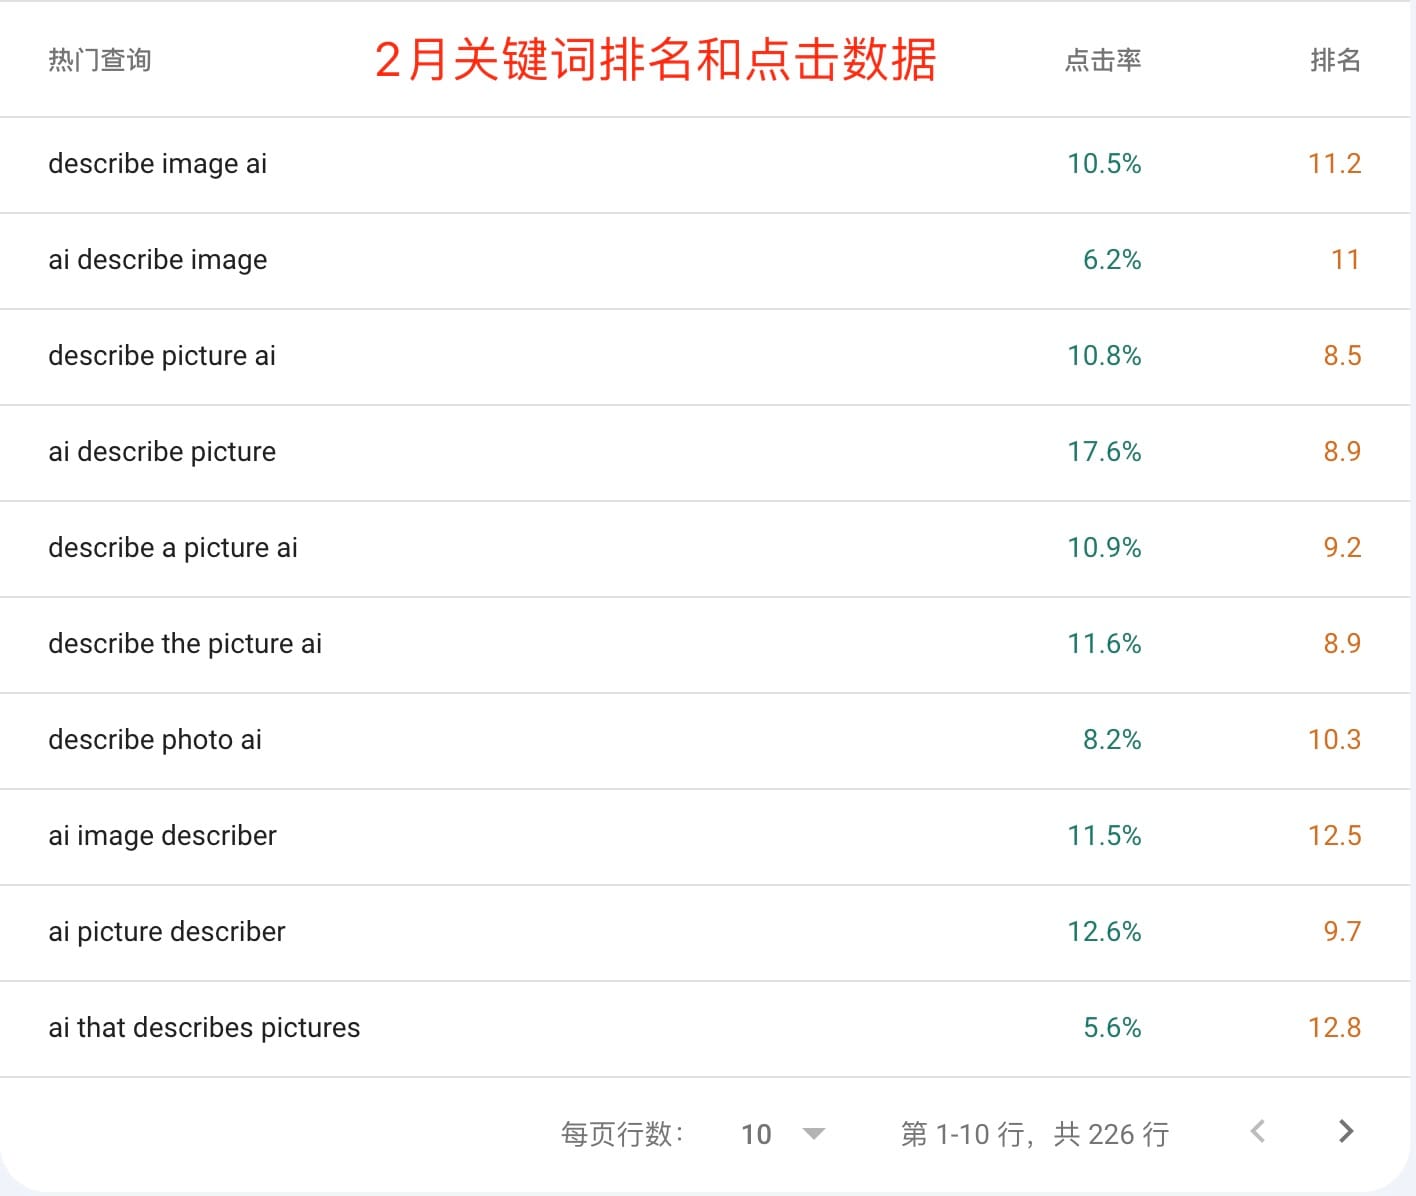 热门查询 2月关键词排名和点击数据 点击率 排名
describe image ai 10.5% 11.2
ai describe image 6.2% 11
describe picture ai 10.8% 8.5
ai describe picture 17.6% 8.9
describe a picture ai 10.9% 9.2
describe the picture ai 11.6% 8.9
describe photo ai 8.2% 10.3
ai image describer 11.5% 12.5
ai picture describer 12.6% 9.7
ai that describes pictures 5.6% 12.8
每页行数： 10 第 1-10 行，共 226 行